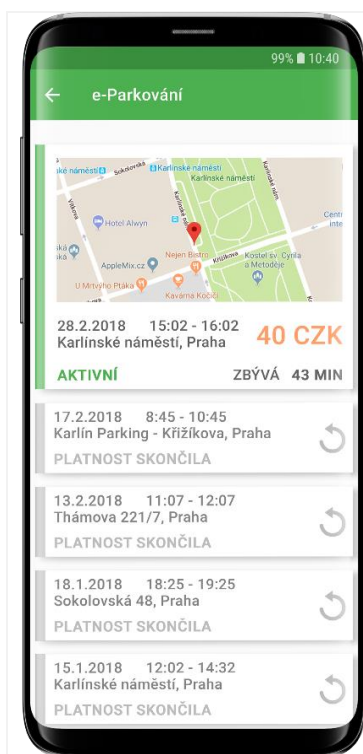 99% 10:40
e-Parkování
Sokolovská
Karlínské náměstí
Karlínské náměstí
Vítkova
Karlínské nám
Hotel Alwyn
Nejen Bistro
Křižíkova
Kostel sv. Cyrila
a Metoděje
AppleMix.cz
U Mrtvého Ptáka
Kavárna Kočičí
28.2.2018 15:02 - 16:02
40 CZK
Karlínské náměstí, Praha
AKTIVNÍ ZBÝVÁ 43 MIN
17.2.2018 8:45 - 10:45
Karlín Parking - Křižíkova, Praha
PLATNOST SKONČILA
13.2.2018 11:07 - 12:07
Thámova 221/7, Praha
PLATNOST SKONČILA
18.1.2018 18:25 - 19:25
Sokolovská 48, Praha
PLATNOST SKONČILA
15.1.2018 12:02 - 14:32
Karlínské náměstí, Praha
PLATNOST SKONČILA